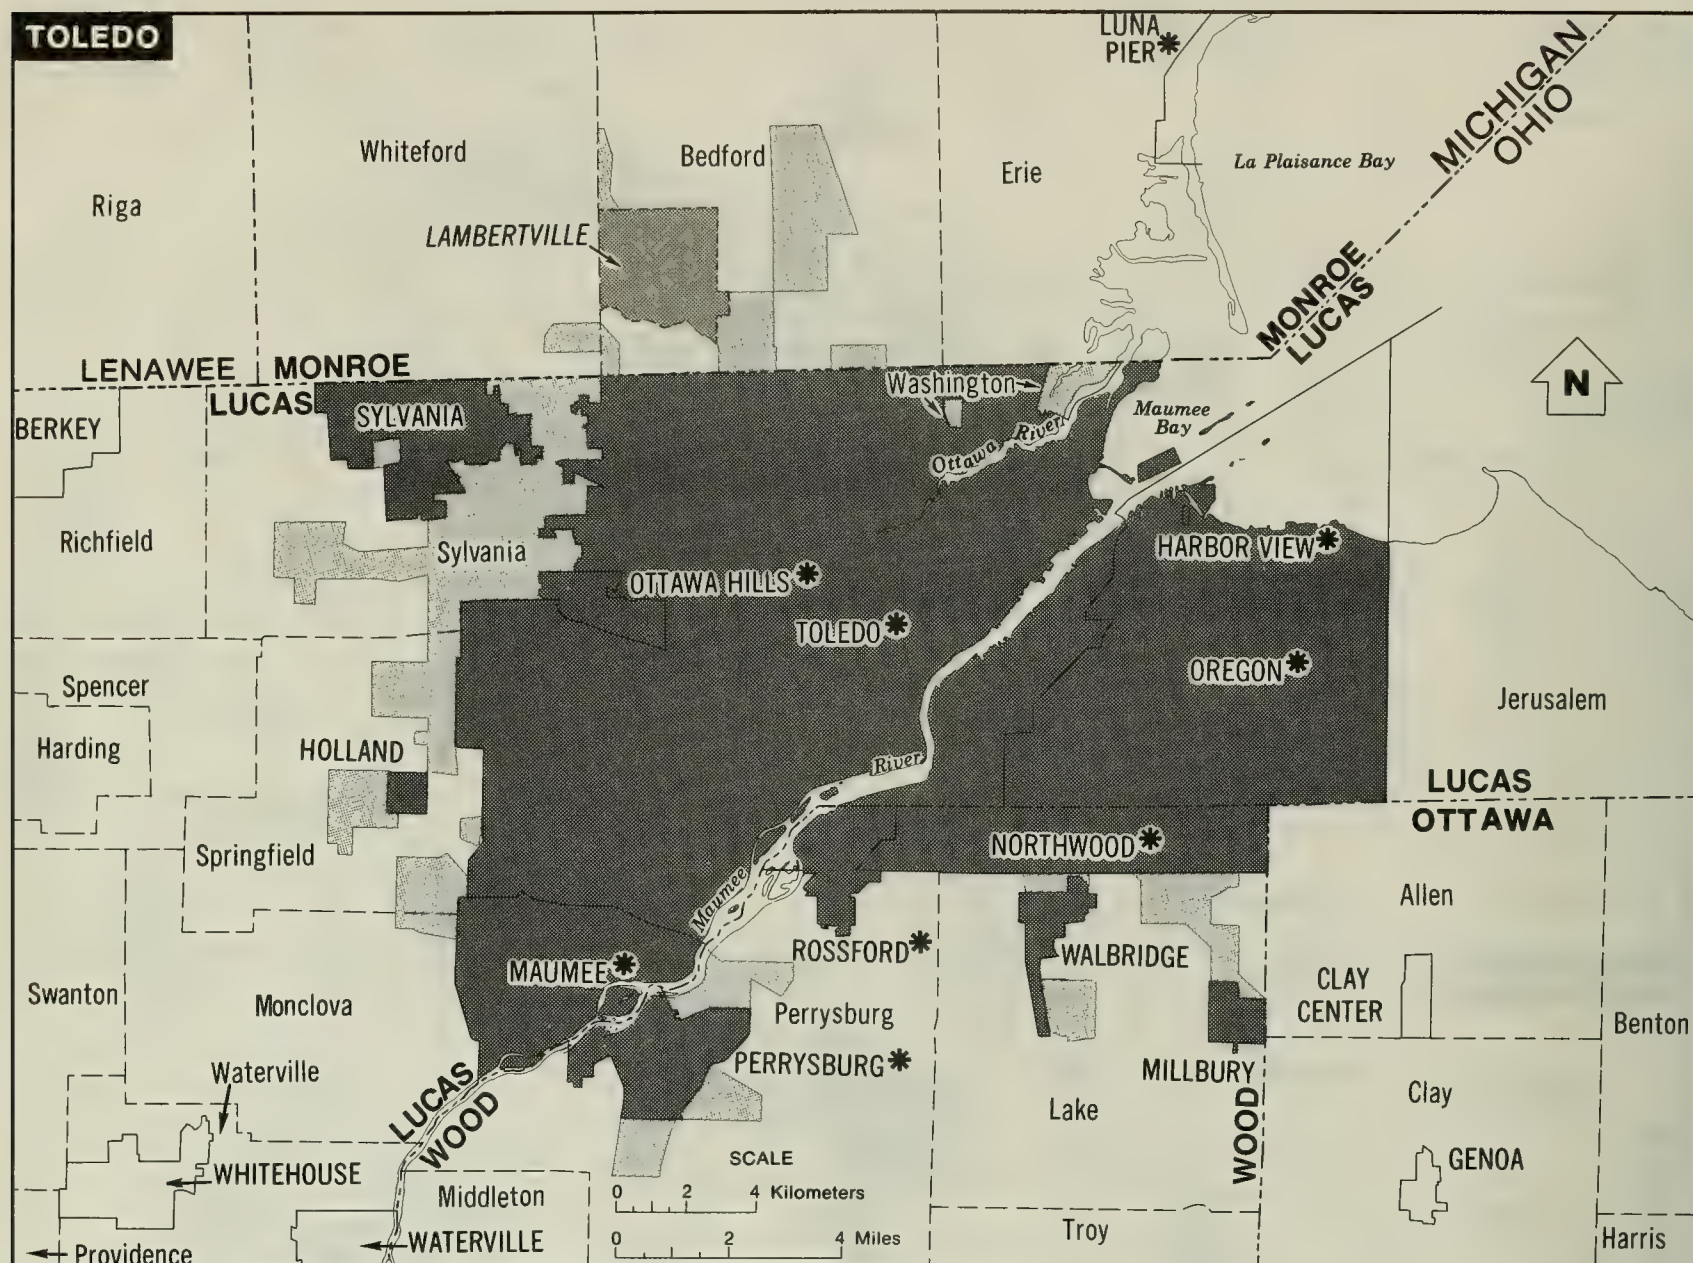 TOLEDO
LUNA
PIER
MICHIGAN
OHIO
Whiteford
Bedford
Erie
La Plaisance Bay
Riga
LAMBERTVILLE
MONROE
LUCAS
LENAWEE
MONROE
LUCAS
Washington
N
BERKEY
SYLVANIA
Maumee
Bay
Ottawa River
Richfield
Sylvania
OTTAWA HILLS
HARBOR VIEW
TOLEDO
OREGON
Spencer
Jerusalem
Harding
HOLLAND
River
LUCAS
OTTAWA
NORTHWOOD
Springfield
Maumee
Allen
ROSSFORD
WALBRIDGE
MAUMEE
CLAY
CENTER
Swanton
Monclova
Perrysburg
Benton
PERRYSBURG
MILLBURY
Waterville
LUCAS
WOOD
Lake
WOOD
Clay
WHITEHOUSE
SCALE
GENOA
Middleton
0 2 4 Kilometers
Troy
Providence
WATERVILLE
0 2 4 Miles
Harris